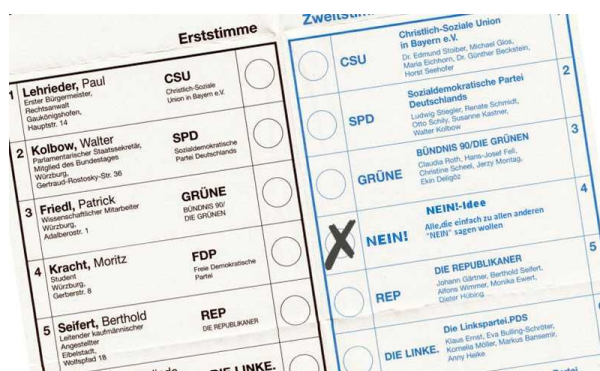 Erststimme
1 Lehrieder, Paul
Erster Bürgermeister,
Rechtsanwalt
Gaukönigshofen,
Hauptstr. 14
CSU
Christlich-Soziale
Union in Bayern e.V.
2 Kolbow, Walter
Parlamentarischer Staatssekretär,
Mitglied des Bundestages
Würzburg,
Gertraud-Rostosky-Str. 36
SPD
Sozialdemokratische
Partei Deutschlands
3 Friedl, Patrick
Wissenschaftlicher Mitarbeiter
Würzburg,
Adalberostr. 1
GRÜNE
BÜNDNIS 90/
DIE GRÜNEN
4 Kracht, Moritz
Student
Würzburg,
Gerberstr. 8
FDP
Freie Demokratische
Partei
5 Seifert, Berthold
Leitender kaufmännischer
Angestellter
Eibelstadt,
Wolfspfad 18
REP
DIE REPUBLIKANER
DIE LINKE.
CSU
Christlich-Soziale Union
in Bayern e.V.
Dr. Edmund Stoiber, Michael Glos,
Maria Eichhorn, Dr. Günther Beckstein,
Horst Seehofer
SPD
Sozialdemokratische Partei
Deutschlands
Ludwig Stiegler, Renate Schmidt,
Otto Schily, Susanne Kastner,
Walter Kolbow
2
GRÜNE
BÜNDNIS 90/DIE GRÜNEN
Claudia Roth, Hans-Josef Fell,
Christine Scheel, Jerzy Montag,
Ekin Deligöz
3
NEIN!
NEIN!-Idee
Alle,die einfach zu allen anderen
"NEIN" sagen wollen
4
REP
DIE REPUBLIKANER
Johann Gärtner, Berthold Seifert,
Alfons Wimmer, Monika Ewert,
Dieter Hübing
5
DIE LINKE.
Die Linkspartei.PDS
Klaus Ernst, Eva Bulling-Schröter,
Kornelia Möller, Markus Bansemir,
Anny Heike